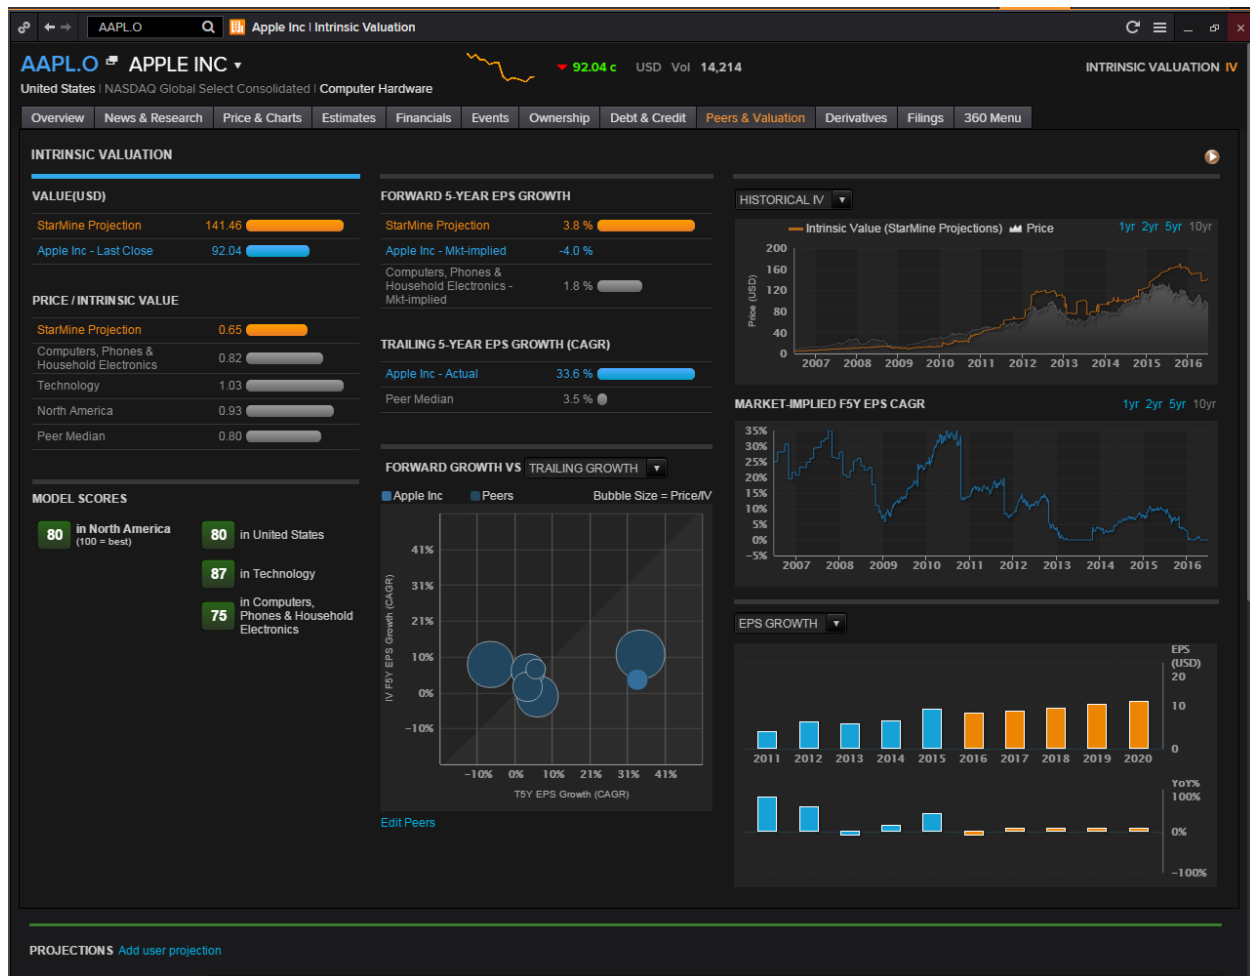 AAPL.O
Apple Inc | Intrinsic Valuation
AAPL.O APPLE INC
92.04 c USD Vol 14,214
INTRINSIC VALUATION IV
United States | NASDAQ Global Select Consolidated | Computer Hardware
Overview News & Research Price & Charts Estimates Financials Events Ownership Debt & Credit Peers & Valuation Derivatives Filings 360 Menu
INTRINSIC VALUATION
VALUE(USD)
StarMine Projection 141.46
Apple Inc - Last Close 92.04
PRICE / INTRINSIC VALUE
StarMine Projection 0.65
Computers, Phones &
Household Electronics 0.82
Technology 1.03
North America 0.93
Peer Median 0.80
MODEL SCORES
80 in North America
(100 = best)
80 in United States
87 in Technology
75 in Computers,
Phones & Household
Electronics
FORWARD 5-YEAR EPS GROWTH
StarMine Projection 3.8 %
Apple Inc - Mkt-implied -4.0 %
Computers, Phones &
Household Electronics - 1.8 %
Mkt-implied
TRAILING 5-YEAR EPS GROWTH (CAGR)
Apple Inc - Actual 33.6 %
Peer Median 3.5 %
FORWARD GROWTH VS TRAILING GROWTH
Apple Inc Peers Bubble Size = Price/IV
IV F5Y EPS Growth (CAGR)
41%
31%
21%
10%
0%
-10%
-10% 0% 10% 21% 31% 41%
T5Y EPS Growth (CAGR)
Edit Peers
HISTORICAL IV
Intrinsic Value (StarMine Projections) Price
1yr 2yr 5yr 10yr
Price (USD)
200
160
120
80
40
0
2007 2008 2009 2010 2011 2012 2013 2014 2015 2016
MARKET-IMPLIED F5Y EPS CAGR
1yr 2yr 5yr 10yr
35%
30%
25%
20%
15%
10%
5%
0%
-5%
2007 2008 2009 2010 2011 2012 2013 2014 2015 2016
EPS GROWTH
EPS
(USD)
20
10
0
2011 2012 2013 2014 2015 2016 2017 2018 2019 2020
YoY%
100%
0%
-100%
PROJECTIONS Add user projection